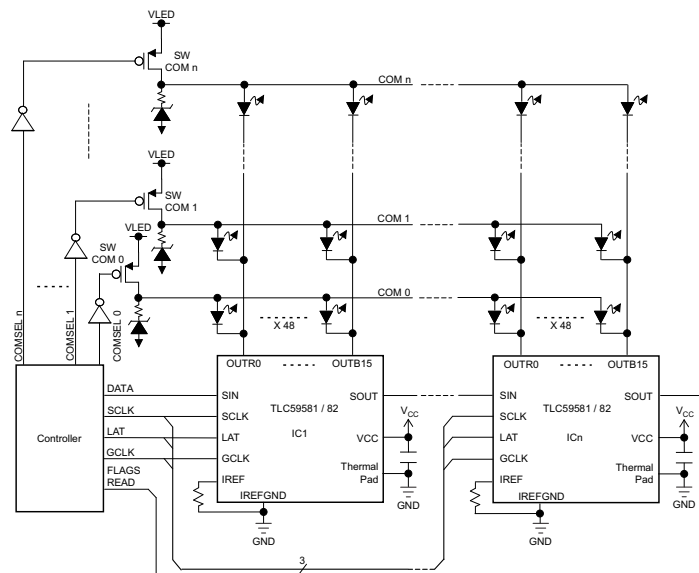 VLED
SW
COM n
COM n
VLED
SW
COM 1
COM 1
VLED
SW
COM 0
COM 0
COMSEL n
COMSEL 1
COMSEL 0
X 48
X 48
OUTR0
OUTB15
OUTR0
OUTB15
Controller
DATA
SCLK
LAT
GCLK
FLAGS
READ
SIN
SCLK
LAT
GCLK
IREF
TLC59581 / 82
IC1
SOUT
VCC
Thermal
Pad
IREFGND
GND
VCC
GND
SIN
SCLK
LAT
GCLK
IREF
TLC59581 / 82
ICn
SOUT
VCC
Thermal
Pad
IREFGND
GND
VCC
GND
3